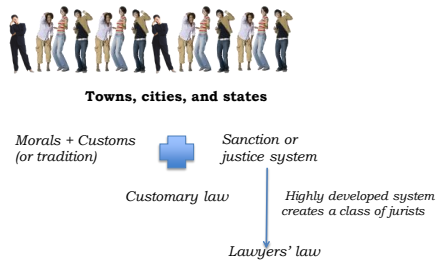 Towns, cities, and states
Morals + Customs
(or tradition)
Sanction or
justice system
Customary law
Highly developed system
creates a class of jurists
Lawyers’ law